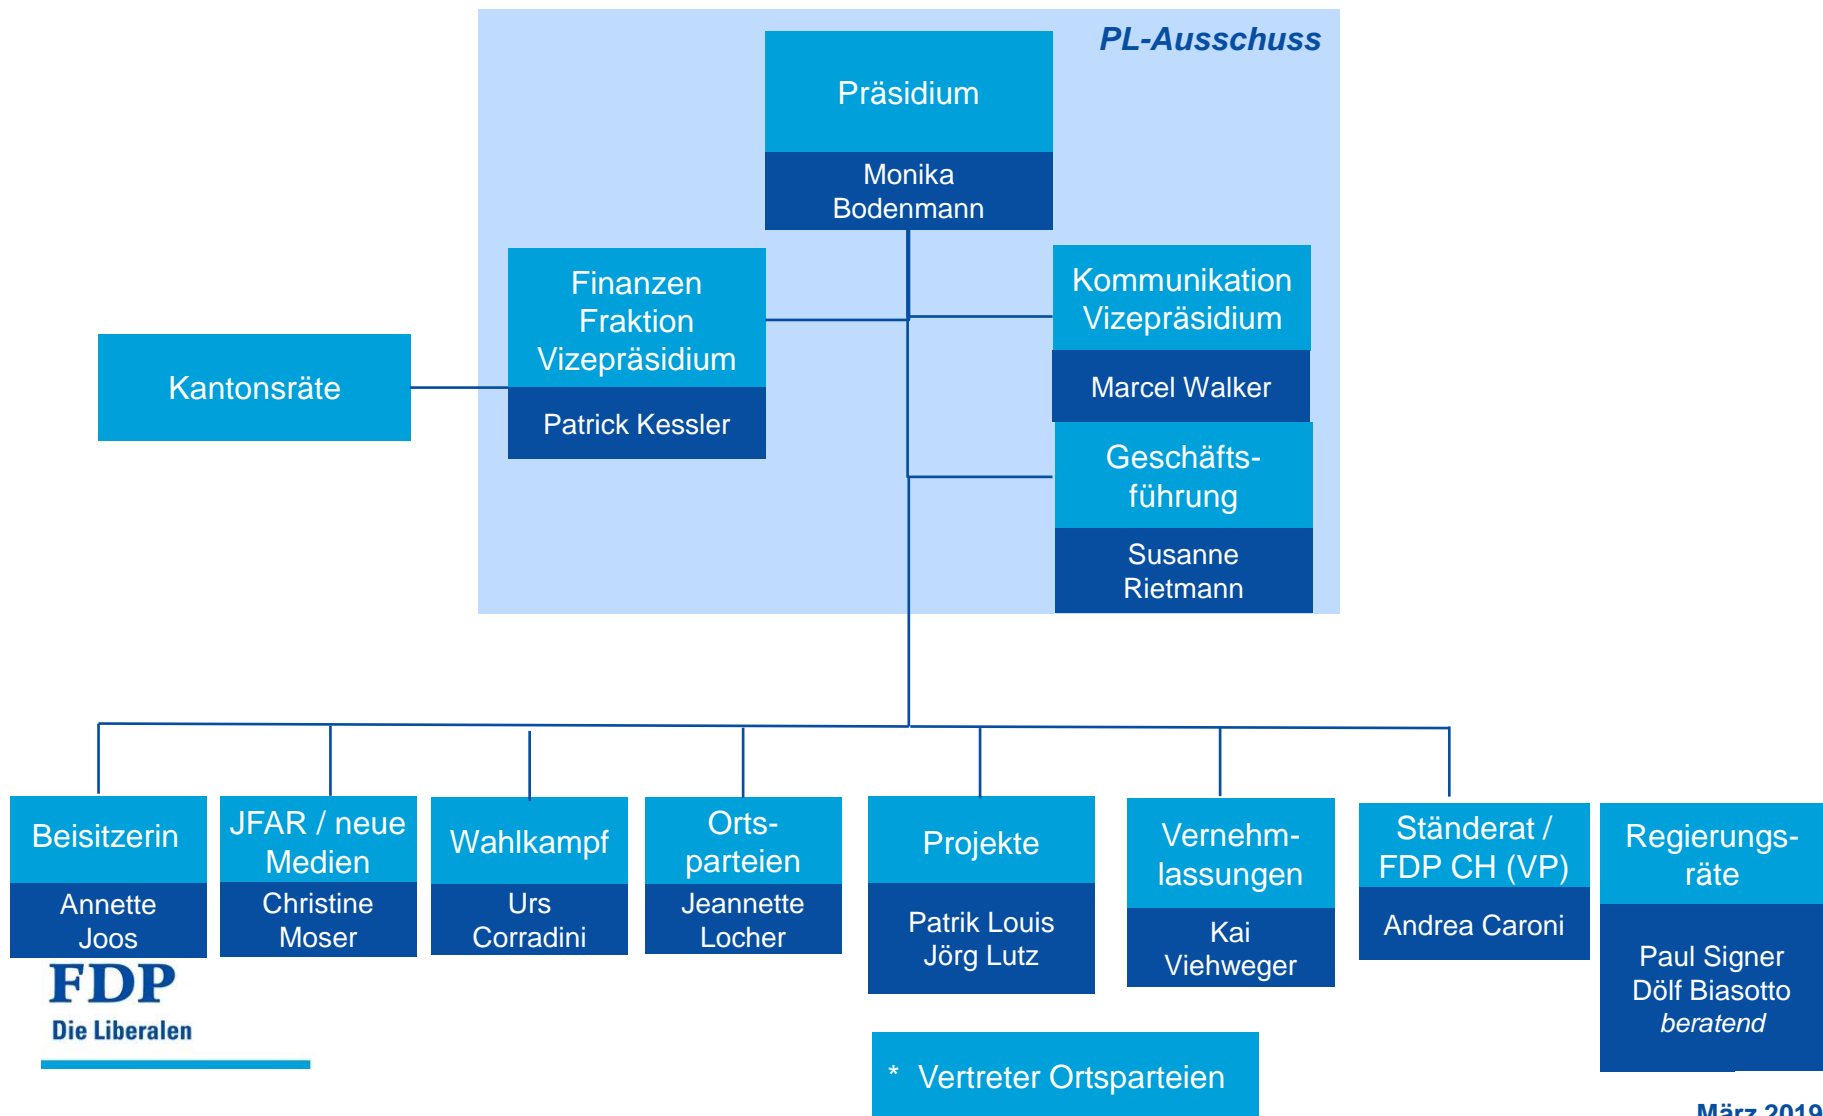 PL-Ausschuss
Präsidium
Monika
Bodenmann
Finanzen
Fraktion
Vizepräsidium
Patrick Kessler
Kommunikation
Vizepräsidium
Marcel Walker
Kantonsräte
Geschäfts-
führung
Susanne
Rietmann
Beisitzerin
Annette
Joos
JFAR / neue
Medien
Christine
Moser
Wahlkampf
Urs
Corradini
Orts-
parteien
Jeannette
Locher
Projekte
Patrik Louis
Jörg Lutz
Vernehm-
lassungen
Kai
Viehweger
Ständerat /
FDP CH (VP)
Andrea Caroni
Regierungs-
räte
Paul Signer
Dölf Biasotto
beratend
FDP
Die Liberalen
* Vertreter Ortsparteien
März 2019